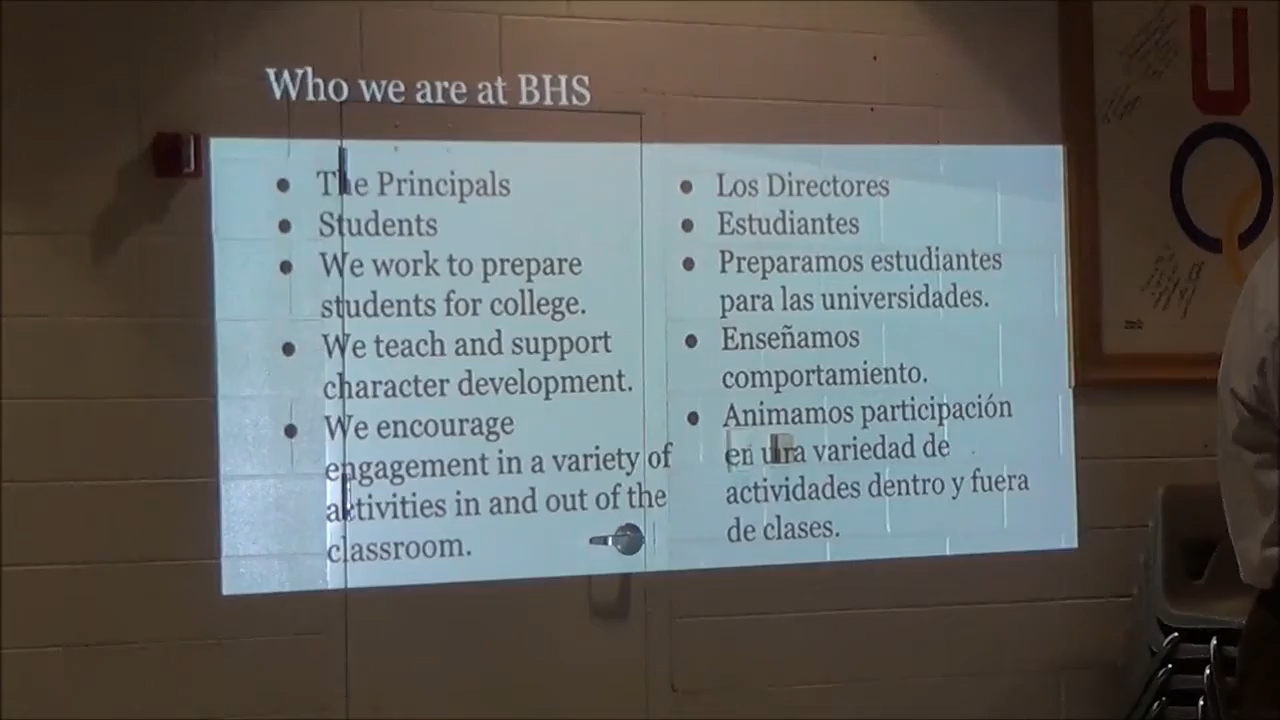 Who we are at BHS
● The Principals
● Students
● We work to prepare
students for college.
● We teach and support
character development.
● We encourage
engagement in a variety of
activities in and out of the
classroom.
● Los Directores
● Estudiantes
● Preparamos estudiantes
para las universidades.
● Enseñamos
comportamiento.
● Animamos participación
en una variedad de
actividades dentro y fuera
de clases.
U